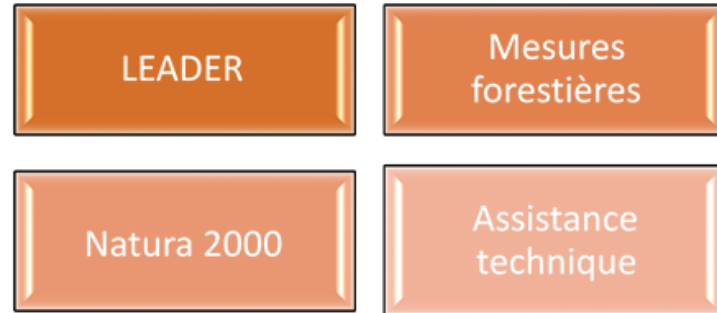 LEADER
Mesures
forestières
Natura 2000
Assistance
technique